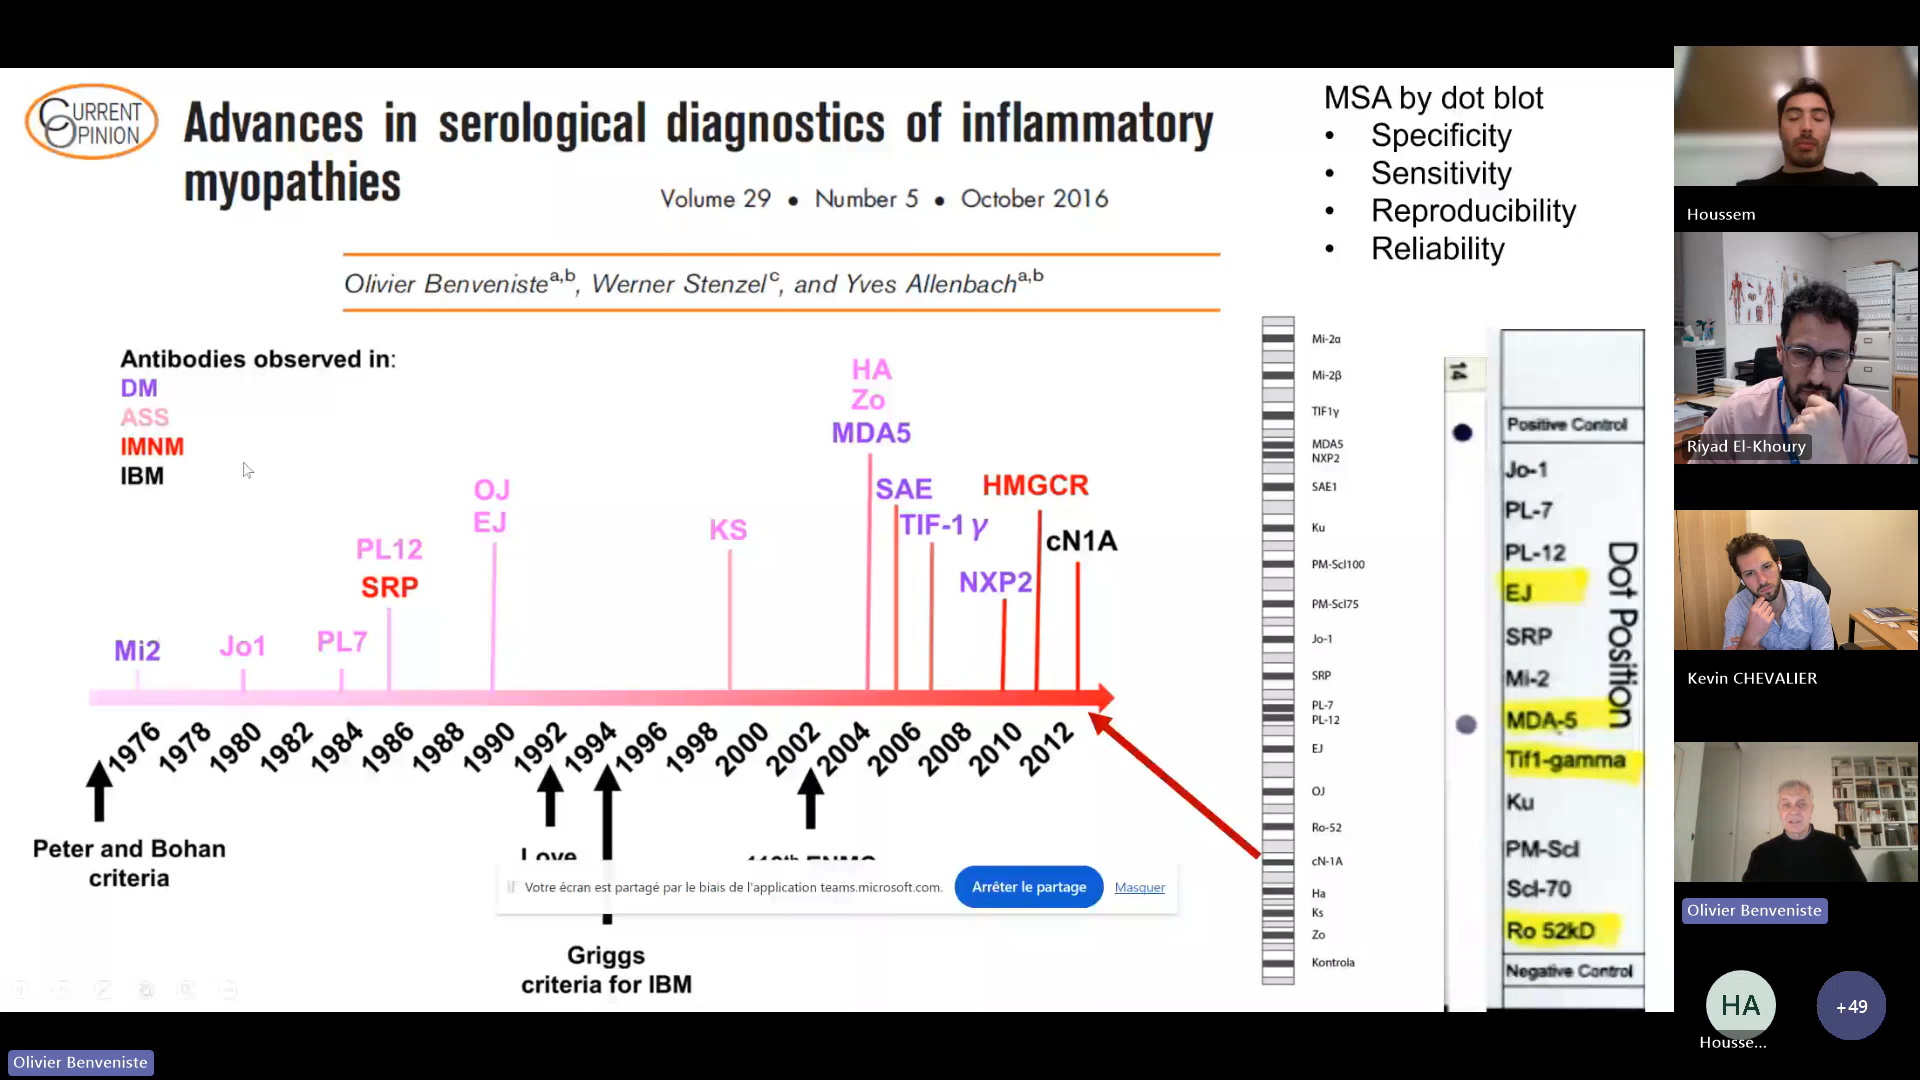 CURRENT
OPINION
Advances in serological diagnostics of inflammatory
myopathies
Volume 29 • Number 5 • October 2016
Olivier Benveniste a,b, Werner Stenzel c, and Yves Allenbach a,b
MSA by dot blot
• Specificity
• Sensitivity
• Reproducibility
• Reliability
Antibodies observed in:
DM
ASS
IMNM
IBM
Mi2
Jo1
PL7
PL12
SRP
OJ
EJ
KS
HA
Zo
MDA5
SAE
TIF-1 γ
NXP2
HMGCR
cN1A
1976
1978
1980
1982
1984
1986
1988
1990
1992
1994
1996
1998
2000
2002
2004
2006
2008
2010
2012
Peter and Bohan
criteria
Love
Griggs
criteria for IBM
119th ENMC
Votre écran est partagé par le biais de l'application teams.microsoft.com.
Arrêter le partage
Masquer
Mi-2α
Mi-2β
TIF1γ
MDA5
NXP2
SAE1
Ku
PM-Scl100
PM-Scl75
Jo-1
SRP
PL-7
PL-12
EJ
OJ
Ro-52
cN-1A
Ha
Ks
Zo
Kontrola
14
Positive Control
Jo-1
PL-7
PL-12
EJ
SRP
Mi-2
MDA-5
Tif1-gamma
Ku
PM-Scl
Scl-70
Ro 52kD
Negative Control
Dot Position
Houssem
Riyad El-Khoury
Kevin CHEVALIER
Olivier Benveniste
HA
Housse...
+49
Olivier Benveniste